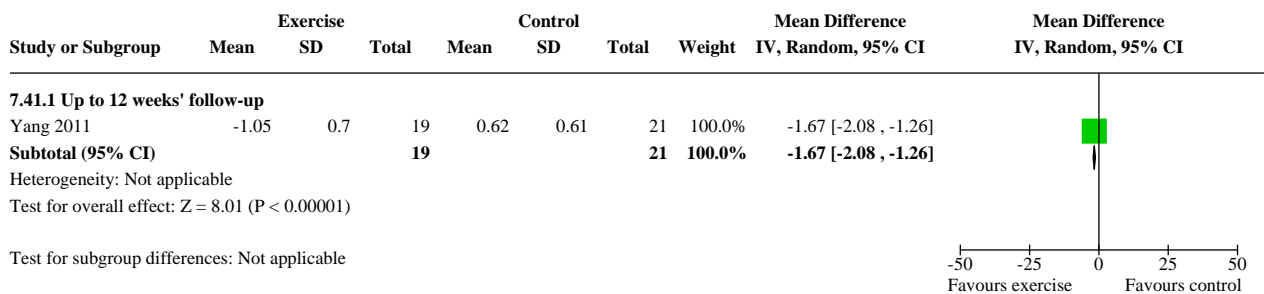 Exercise Control Mean Difference Mean Difference
Study or Subgroup Mean SD Total Mean SD Total Weight IV, Random, 95% CI IV, Random, 95% CI
7.41.1 Up to 12 weeks' follow-up
Yang 2011 -1.05 0.7 19 0.62 0.61 21 100.0% -1.67 [-2.08 , -1.26]
Subtotal (95% CI) 19 21 100.0% -1.67 [-2.08 , -1.26]
Heterogeneity: Not applicable
Test for overall effect: Z = 8.01 (P < 0.00001)
Test for subgroup differences: Not applicable
-50 -25 0 25 50
Favours exercise Favours control